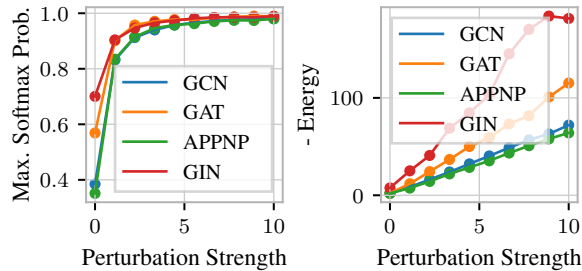 Max. Softmax Prob.
1.0
0.8
0.6
0.4
GCN
GAT
APPNP
GIN
0
5
10
Perturbation Strength
- Energy
100
0
GCN
GAT
APPNP
GIN
0
5
10
Perturbation Strength